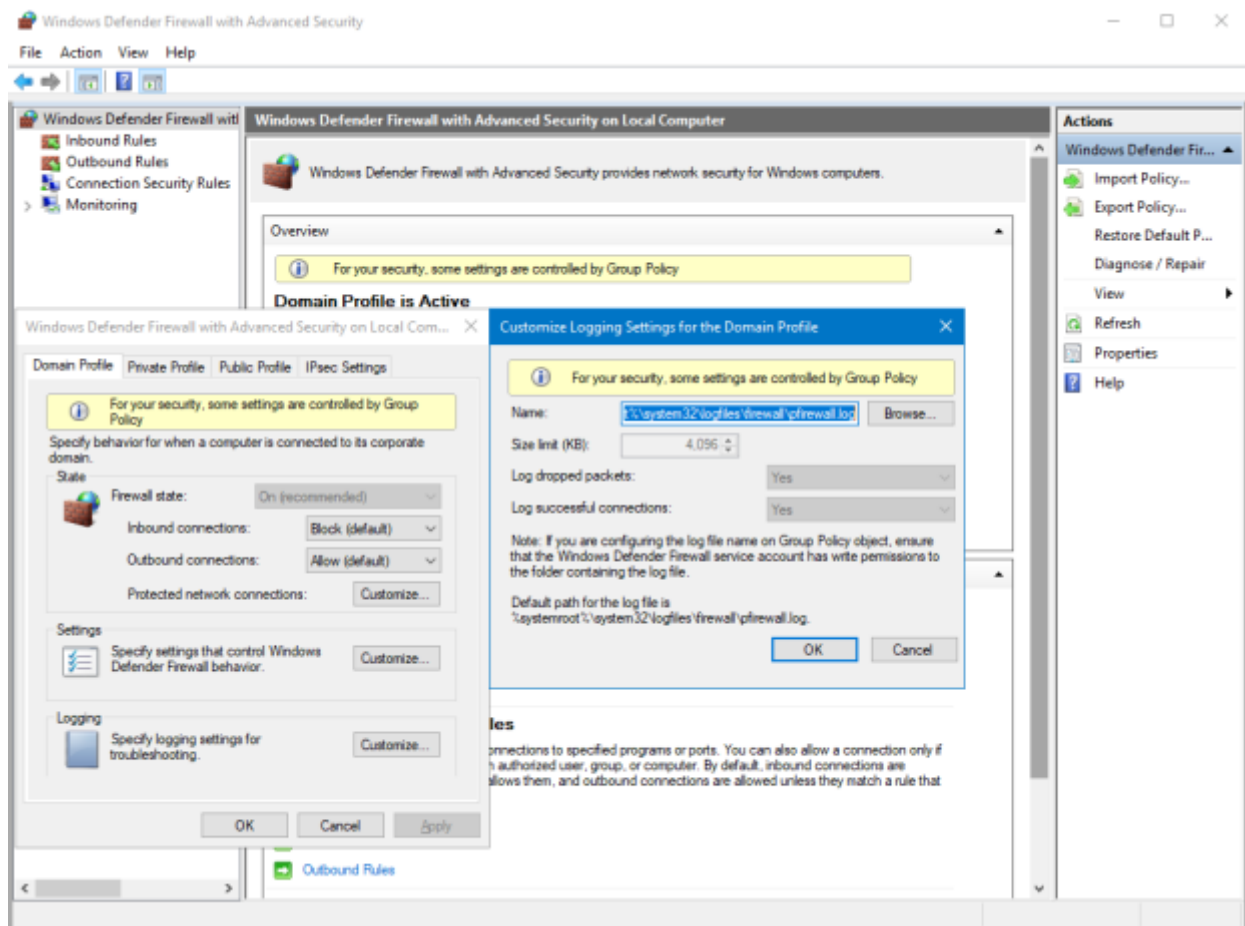 Windows Defender Firewall with Advanced Security
File Action View Help
Windows Defender Firewall witl
Inbound Rules
Outbound Rules
Connection Security Rules
Monitoring
Windows Defender Firewall with Advanced Security on Local Computer
Windows Defender Firewall with Advanced Security provides network security for Windows computers.
Overview
For your security, some settings are controlled by Group Policy
Domain Profile is Active
Actions
Windows Defender Fir...
Import Policy...
Export Policy...
Restore Default P...
Diagnose / Repair
View
Refresh
Properties
Help
Windows Defender Firewall with Advanced Security on Local Com...
Domain Profile Private Profile Public Profile IPsec Settings
For your security, some settings are controlled by Group
Policy
Specify behavior for when a computer is connected to its corporate
domain.
State
Firewall state: On (recommended)
Inbound connections: Block (default)
Outbound connections: Allow (default)
Protected network connections: Customize...
Settings
Specify settings that control Windows
Defender Firewall behavior.
Customize...
Logging
Specify logging settings for
troubleshooting.
Customize...
OK Cancel Apply
Customize Logging Settings for the Domain Profile
For your security, some settings are controlled by Group Policy
Name: t%\system32\logfiles\firewall\pfirewall.log Browse...
Size limit (KB): 4,096
Log dropped packets: Yes
Log successful connections: Yes
Note: If you are configuring the log file name on Group Policy object, ensure
that the Windows Defender Firewall service account has write permissions to
the folder containing the log file.
Default path for the log file is
%systemroot%\system32\logfiles\firewall\pfirewall.log.
OK Cancel
les
onnections to specified programs or ports. You can also allow a connection only if
authorized user, group, or computer. By default, inbound connections are
allows them, and outbound connections are allowed unless they match a rule that
Outbound Rules